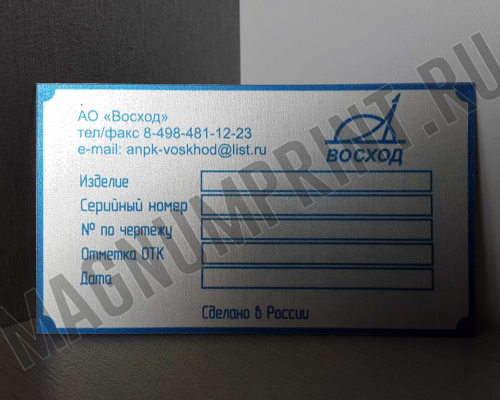 АО «Восход»
тел/факс 8-498-481-12-23
e-mail: anpk-voskhod@list.ru
ВОСХОД
Изделие
Серийный номер
№ по чертежу
Отметка ОТК
Дата
Сделано в России
MAGNUMPRINT.RU